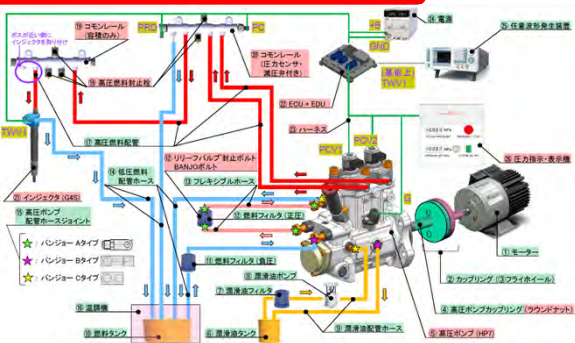 ⑲ コモンレール
(容積のみ)
ボスが近い側に
インジェクタを取り付け
PRD
PC
⑳ コモンレール
(圧力センサ・
減圧弁付き)
+B
GND
㉔ 電源
㉕ 任意波形発生装置
(基板上)
TWV↓
⑱ 高圧燃料封止栓
㉒ ECU + EDU
⑰ 高圧燃料配管
㉓ ハーネス
TWV↓
PCV1
PCV2
㉖ 圧力指示・表示機
⑫ リリーフバルブ 封止ボルト
BANJOボルト
⑬ フレキシブルホース
⑭ 低圧燃料
配管ホース
㉑ インジェクタ (G4S)
⑮ 高圧ポンプ
配管ホースジョイント
: バンジョー Aタイプ
: バンジョー Bタイプ
: バンジョー Cタイプ
⑫ 燃料フィルタ (正圧)
G
① モーター
⑪ 燃料フィルタ (負圧)
⑧ 潤滑油ポンプ
⑦ 潤滑油フィルタ
② カップリング (③フライホイール)
④ 高圧ポンプカップリング (ラウンドナット)
⑤ 高圧ポンプ (HP7)
⑨ 潤滑油配管ホース
⑯ 温調機
⑩ 燃料タンク
⑥ 潤滑油タンク